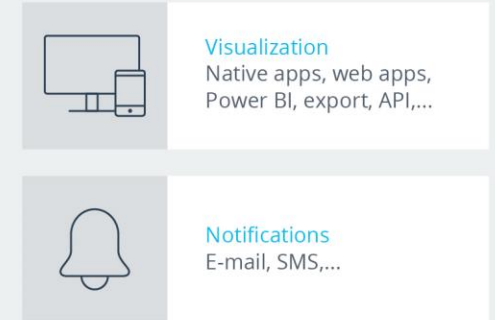 Visualization
Native apps, web apps,
Power BI, export, API,...
Notifications
E-mail, SMS,...